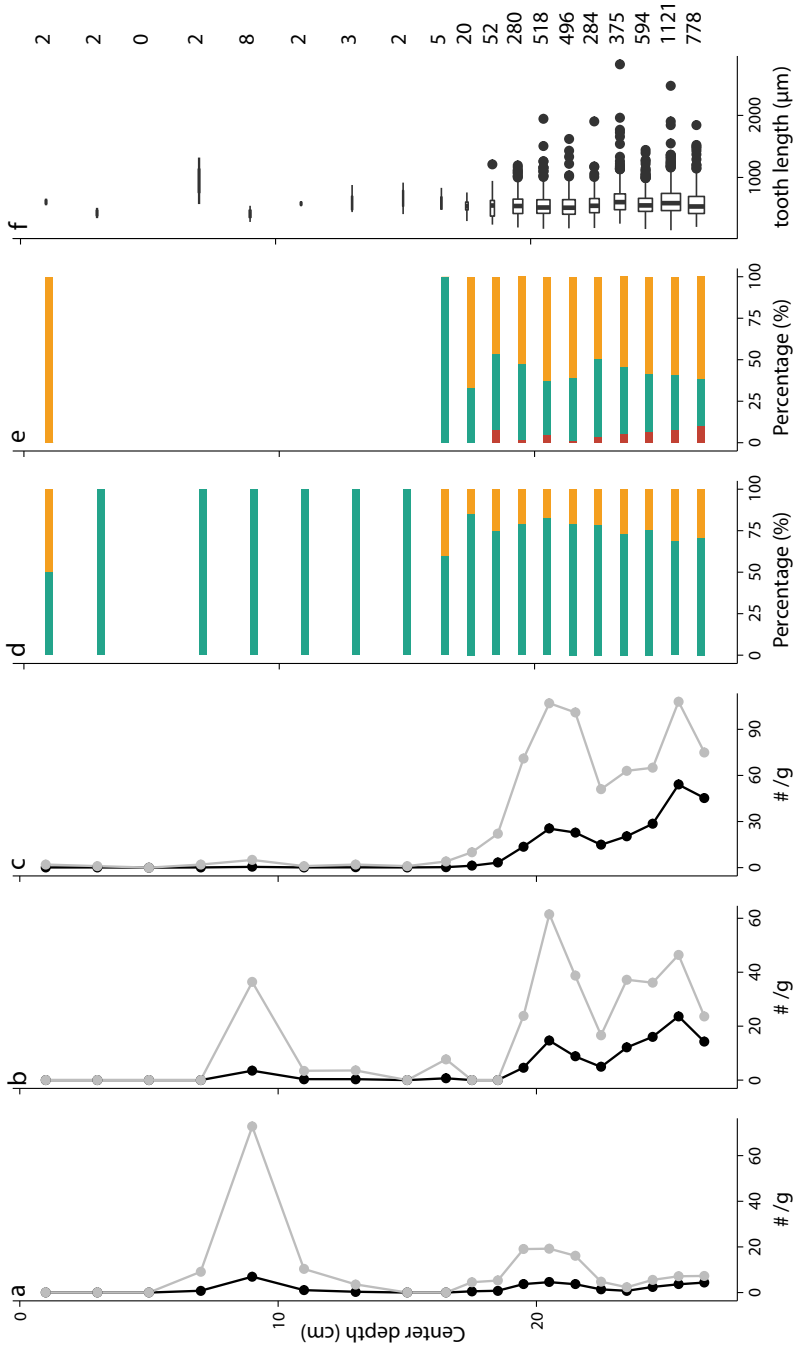 a
b
c
d
e
f
Center depth (cm)
0
10
20
0 20 40 60
# /g
0 20 40 60
# /g
0 30 60 90
# /g
0 25 50 75 100
Percentage (%)
0 25 50 75 100
Percentage (%)
1000 2000
tooth length (µm)
2
2
0
2
8
2
3
2
5
20
52
280
518
496
284
375
594
1121
778